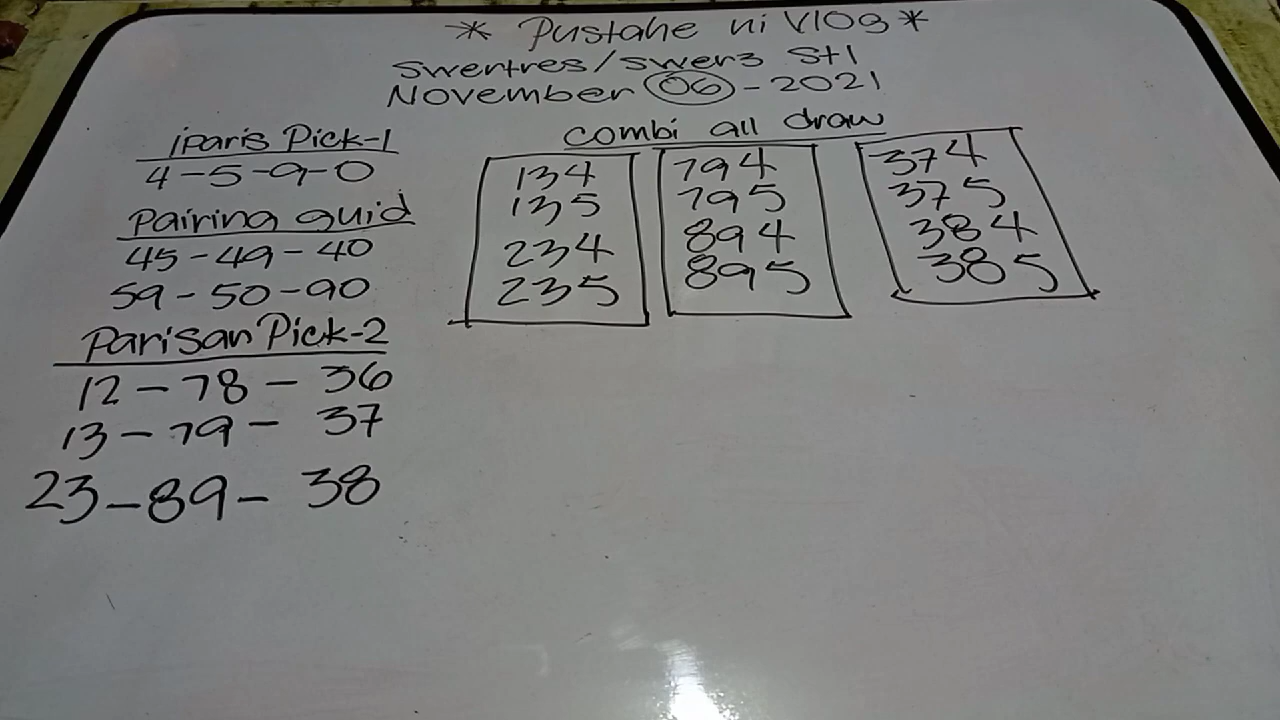 * Pustahe ni Vlog *
Swertres/swer3 Stl
November 06-2021
iparis Pick-1
4-5-9-0
Pairing guid
45-49-40
59-50-90
Parisan Pick-2
12-78-36
13-79-37
23-89-38
combi all draw
134
135
234
235
794
795
894
895
374
375
384
385